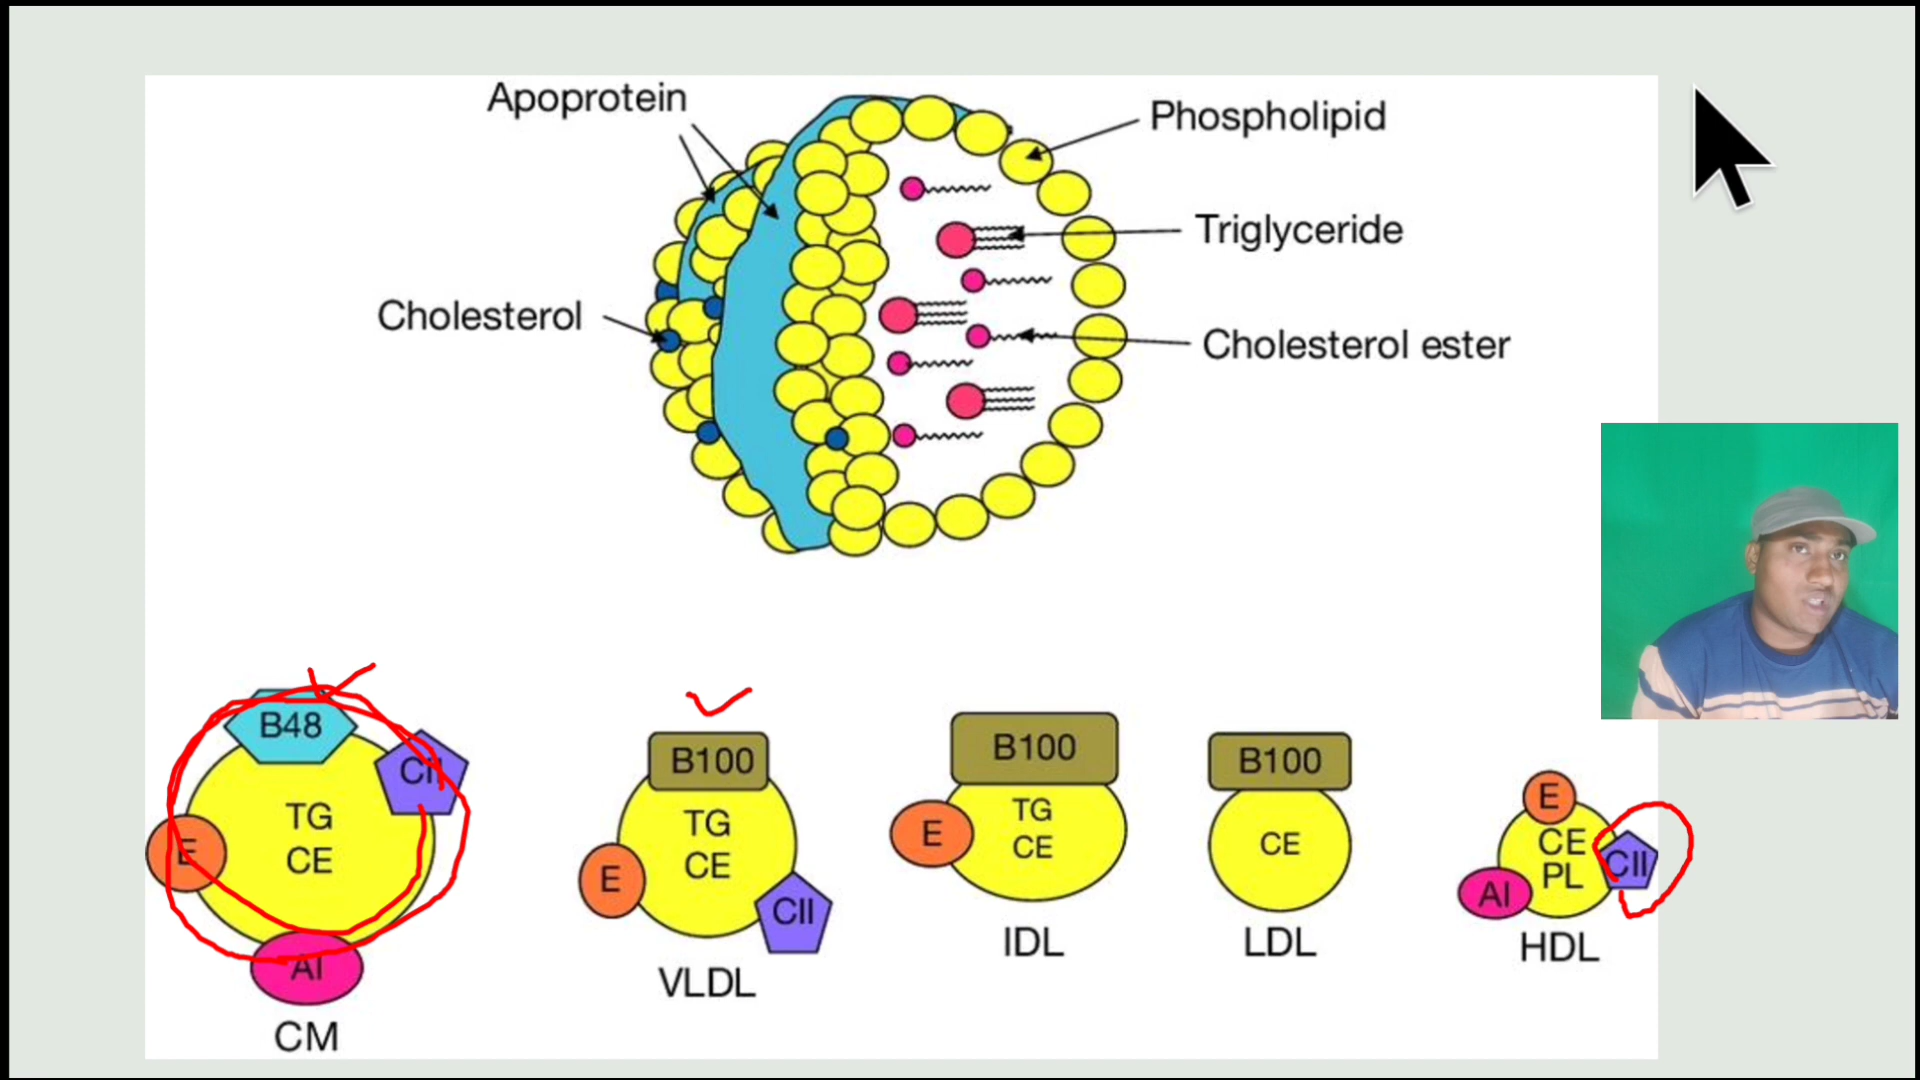 Apoprotein
Phospholipid
Triglyceride
Cholesterol
Cholesterol ester
B48
CII
TG
CE
E
AI
CM
B100
TG
CE
E
CII
VLDL
B100
TG
CE
E
IDL
B100
CE
LDL
E
CE
PL
CII
AI
HDL